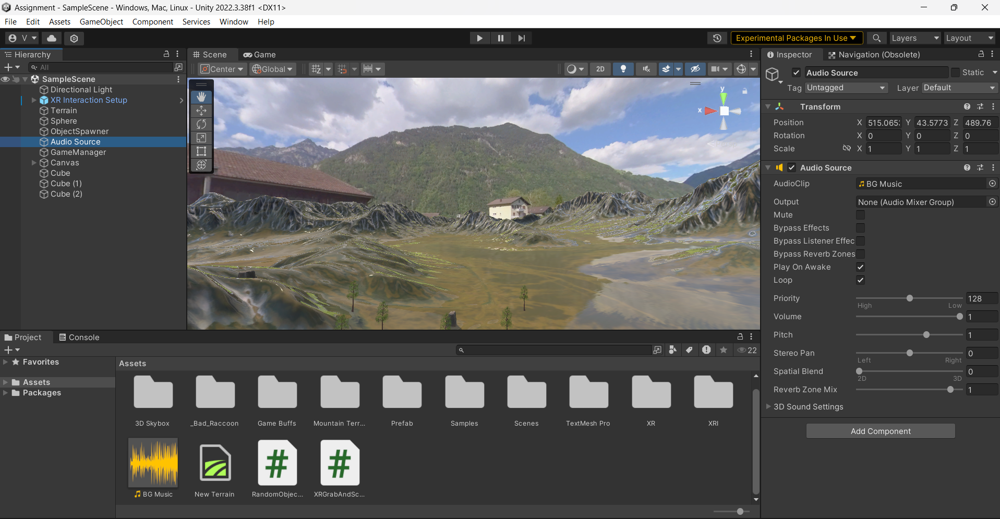 Assignment - SampleScene - Windows, Mac, Linux - Unity 2022.3.38f1 <DX11>
File Edit Assets GameObject Component Services Window Help
V
Experimental Packages In Use
Layers
Layout
Hierarchy
All
SampleScene
Directional Light
XR Interaction Setup
Terrain
Sphere
ObjectSpawner
Audio Source
GameManager
Canvas
Cube
Cube (1)
Cube (2)
Scene
Game
Center
Global
2D
y
x
Inspector
Navigation (Obsolete)
Audio Source
Static
Tag Untagged
Layer Default
Transform
Position X 515.065: Y 43.5773 Z 489.76
Rotation X 0 Y 0 Z 0
Scale X 1 Y 1 Z 1
Audio Source
AudioClip BG Music
Output None (Audio Mixer Group)
Mute
Bypass Effects
Bypass Listener Effec
Bypass Reverb Zones
Play On Awake
Loop
Priority 128
High Low
Volume 1
Pitch 1
Stereo Pan 0
Left Right
Spatial Blend 0
2D 3D
Reverb Zone Mix 1
3D Sound Settings
Add Component
Project
Console
22
Favorites
Assets
Packages
Assets
3D Skybox
_Bad_Raccoon
Game Buffs
Mountain Terr...
Prefab
Samples
Scenes
TextMesh Pro
XR
XRI
BG Music
New Terrain
RandomObjec...
XRGrabAndSc...